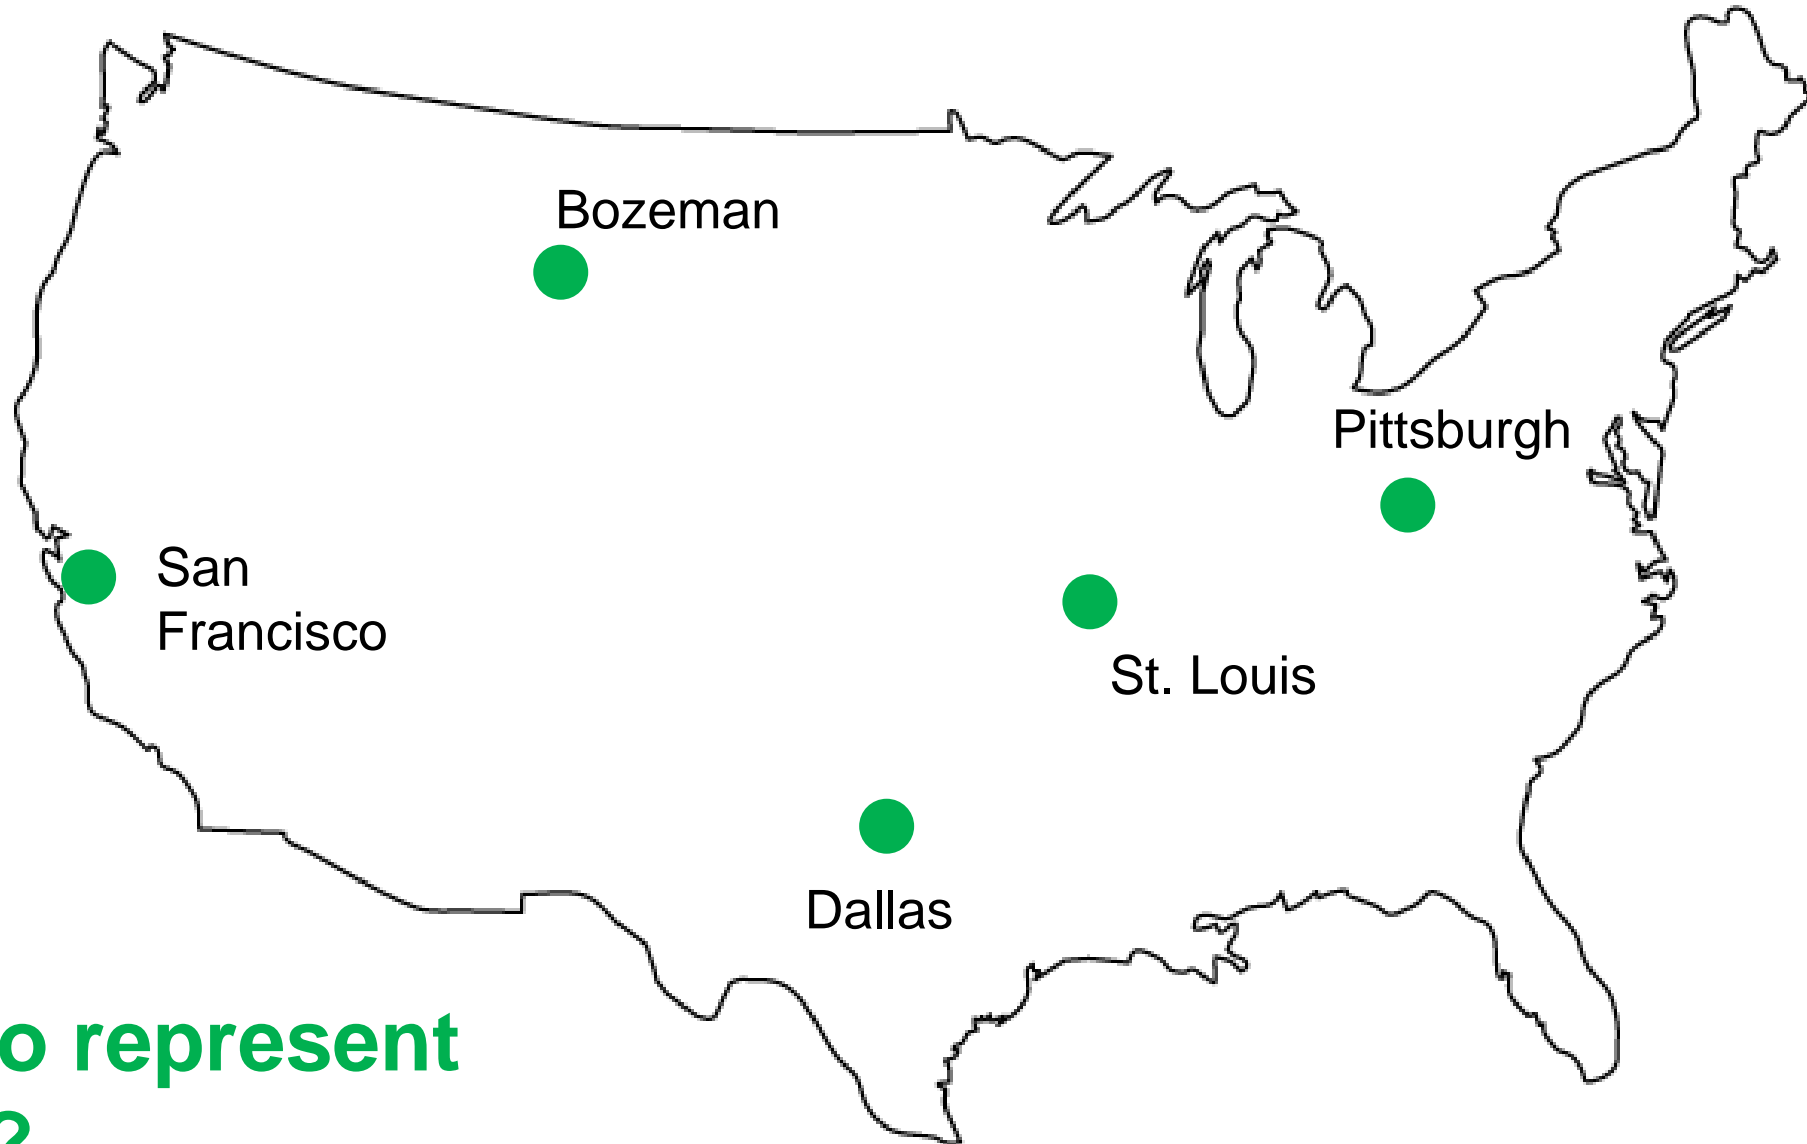 Bozeman
Pittsburgh
San
Francisco
St. Louis
Dallas
o represent
?